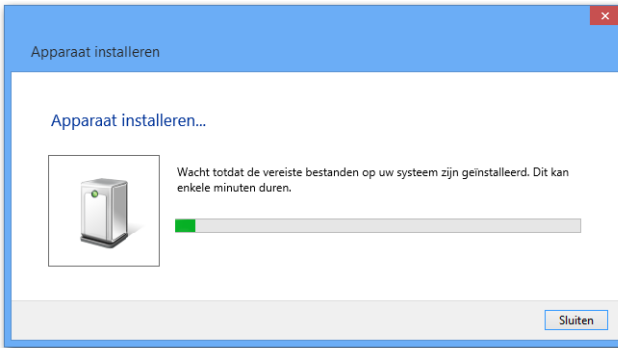 Apparaat installeren
Apparaat installeren...
Wacht totdat de vereiste bestanden op uw systeem zijn geïnstalleerd. Dit kan
enkele minuten duren.
Sluiten